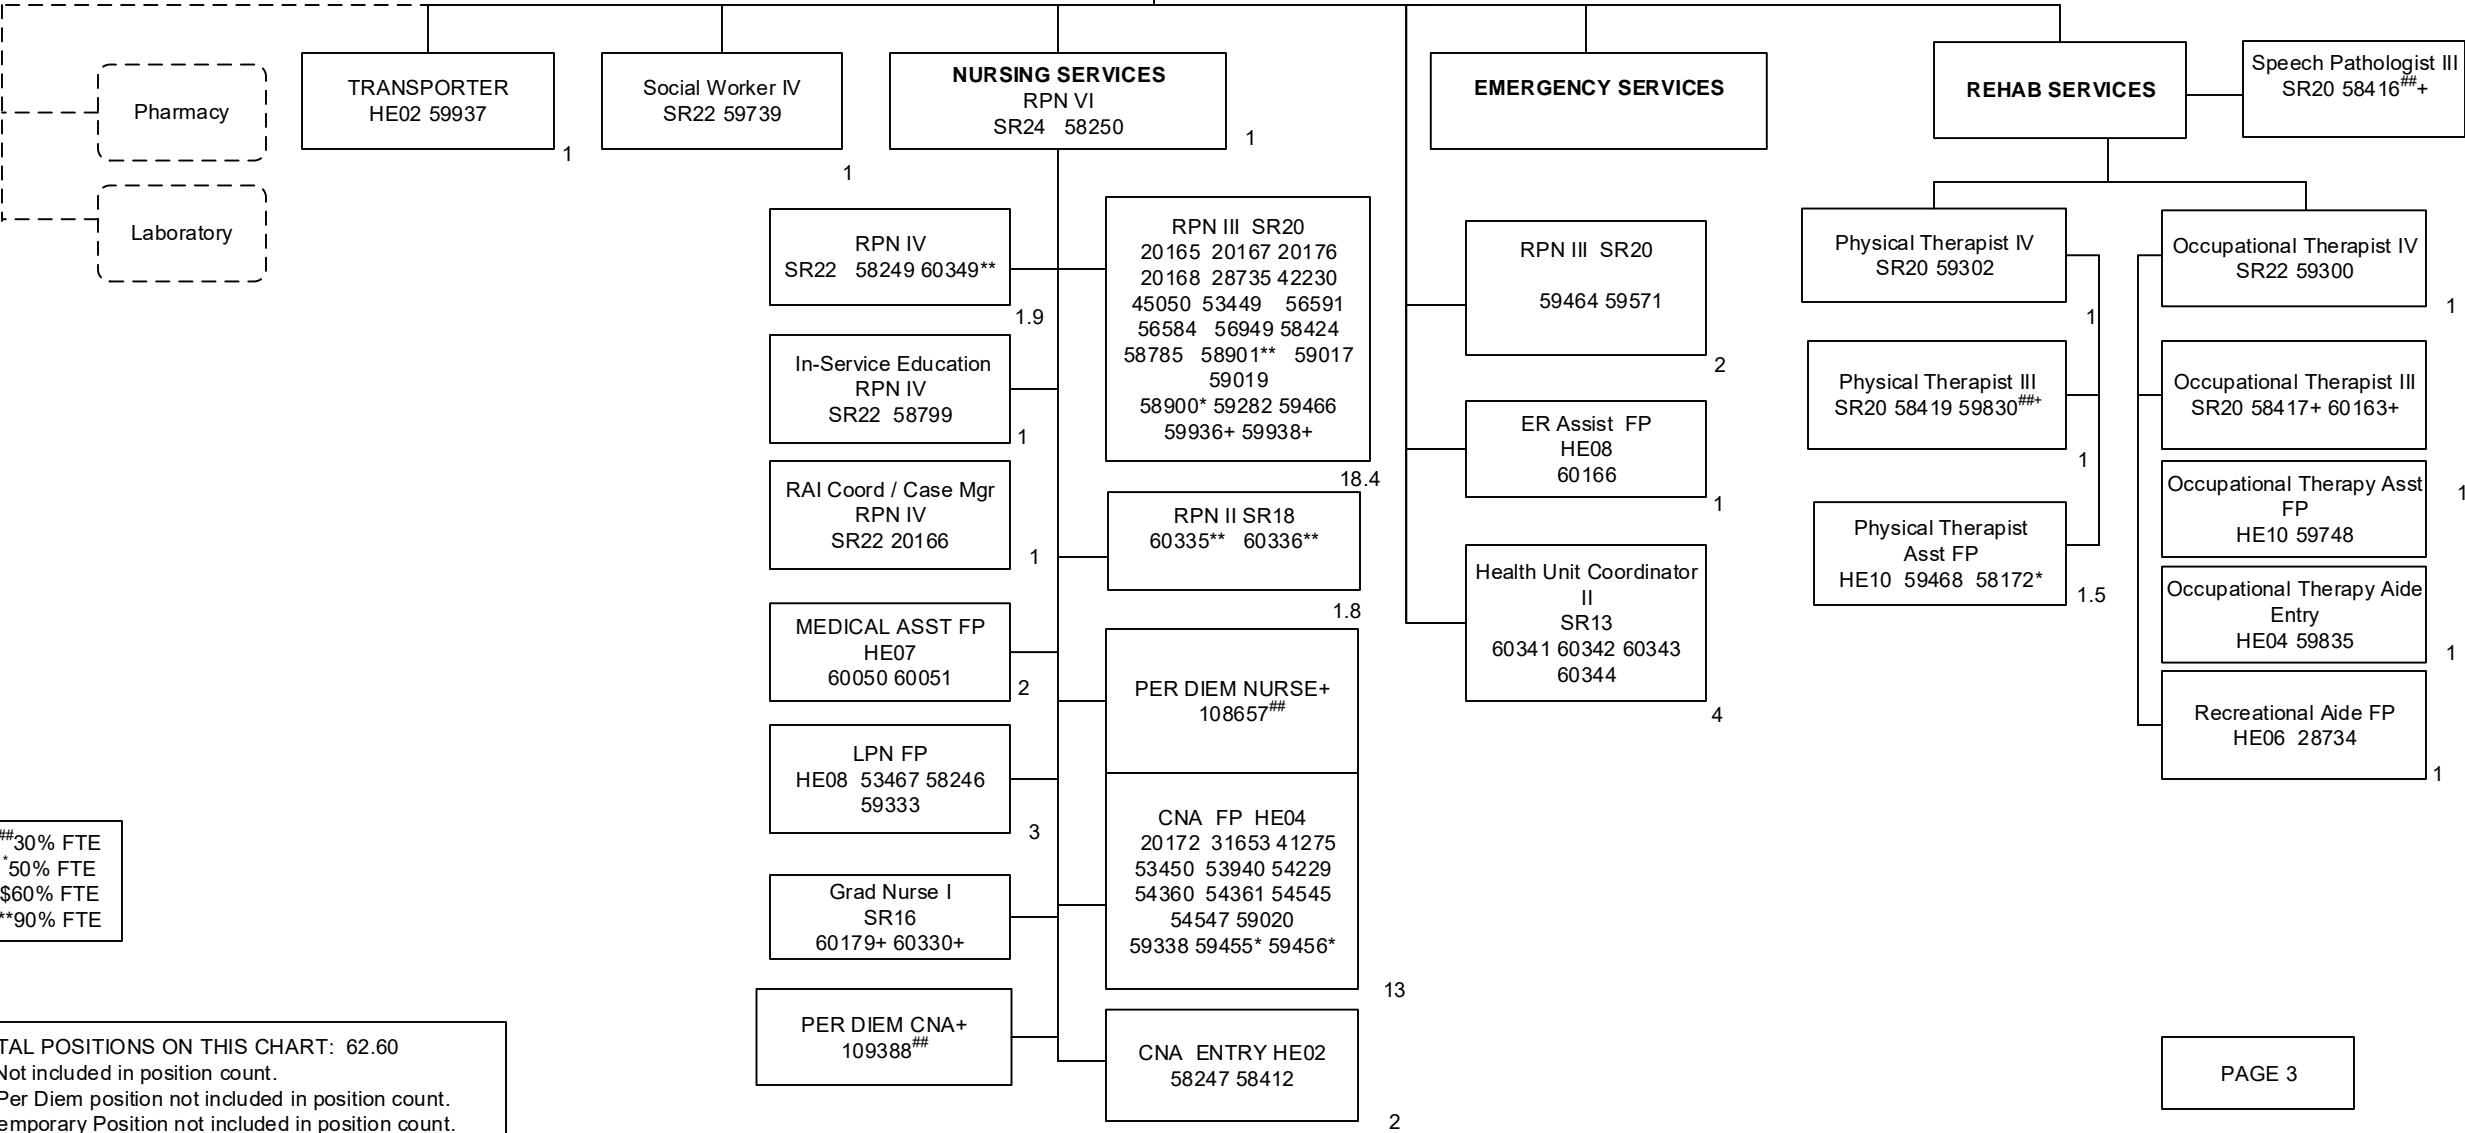 Pharmacy
Laboratory
TRANSPORTER
HE02 59937
1
Social Worker IV
SR22 59739
1
NURSING SERVICES
RPN VI
SR24 58250
1
EMERGENCY SERVICES
REHAB SERVICES
Speech Pathologist III
SR20 58416##+
RPN IV
SR22 58249 60349**
1.9
In-Service Education
RPN IV
SR22 58799
1
RAI Coord / Case Mgr
RPN IV
SR22 20166
1
MEDICAL ASST FP
HE07
60050 60051
2
LPN FP
HE08 53467 58246
59333
3
Grad Nurse I
SR16
60179+ 60330+
PER DIEM CNA+
109388##
RPN III SR20
20165 20167 20176
20168 28735 42230
45050 53449 56591
56584 56949 58424
58785 58901** 59017
59019
58900* 59282 59466
59936+ 59938+
18.4
RPN II SR18
60335** 60336**
1.8
PER DIEM NURSE+
108657##
CNA FP HE04
20172 31653 41275
53450 53940 54229
54360 54361 54545
54547 59020
59338 59455* 59456*
13
CNA ENTRY HE02
58247 58412
2
RPN III SR20
59464 59571
2
ER Assist FP
HE08
60166
1
Health Unit Coordinator
II
SR13
60341 60342 60343
60344
4
Physical Therapist IV
SR20 59302
1
Physical Therapist III
SR20 58419 59830##+
1
Physical Therapist
Asst FP
HE10 59468 58172*
1.5
Occupational Therapist IV
SR22 59300
1
Occupational Therapist III
SR20 58417+ 60163+
Occupational Therapy Asst
FP
HE10 59748
1
Occupational Therapy Aide
Entry
HE04 59835
1
Recreational Aide FP
HE06 28734
1
##30% FTE
*50% FTE
$60% FTE
**90% FTE
TAL POSITIONS ON THIS CHART: 62.60
Not included in position count.
Per Diem position not included in position count.
emporary Position not included in position count.
PAGE 3